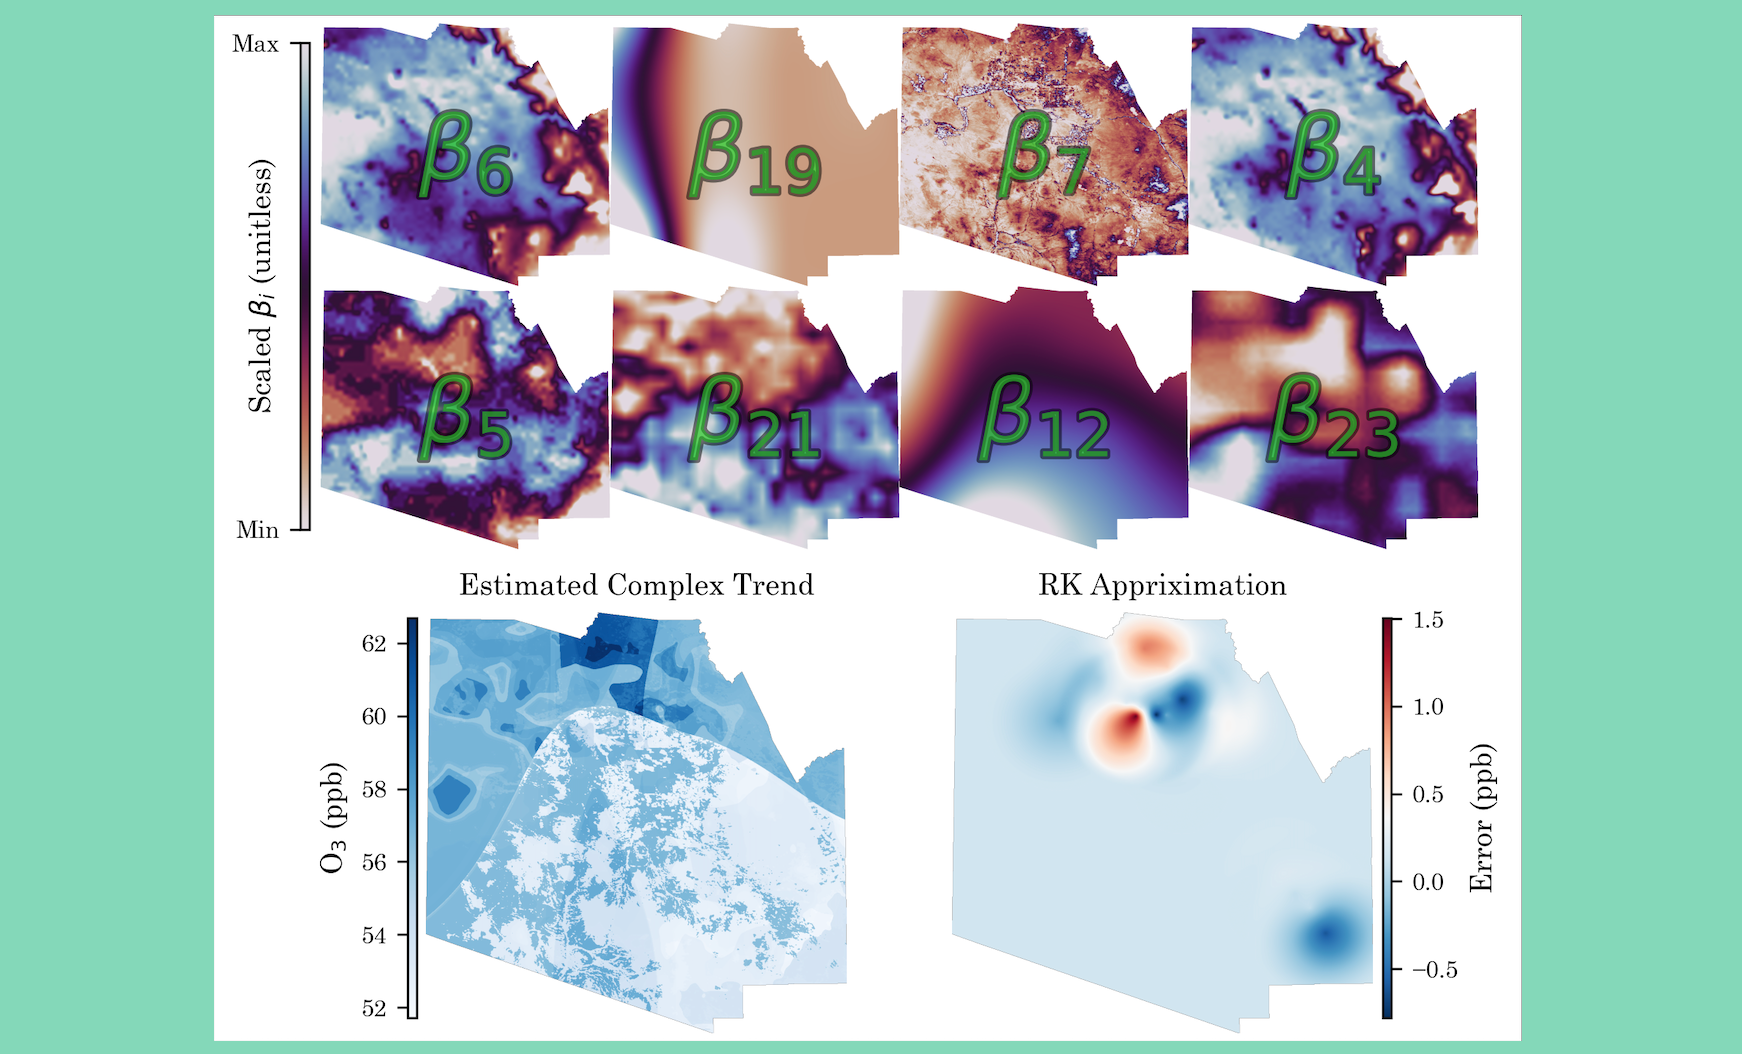 Max
Scaled βi (unitless)
Min
β6
β19
β7
β4
β5
β21
β12
β23
Estimated Complex Trend
RK Appriximation
O3 (ppb)
62
60
58
56
54
52
1.5
1.0
0.5
0.0
−0.5
Error (ppb)